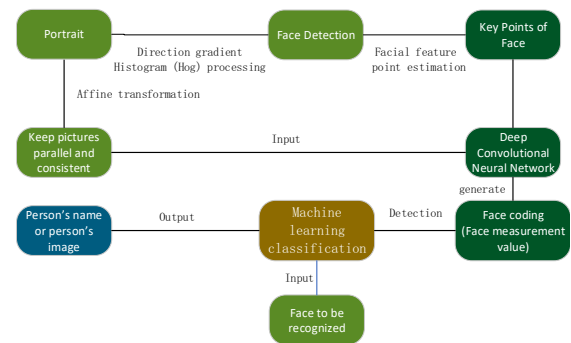 Portrait
Face Detection
Key Points of
Face
Direction gradient
Histogram (Hog) processing
Facial feature
point estimation
Affine transformation
Keep pictures
parallel and
consistent
Input
Deep
Convolutional
Neural Network
generate
Person's name
or person's
image
Output
Machine
learning
classification
Detection
Face coding
(Face measurement
value)
Input
Face to be
recognized